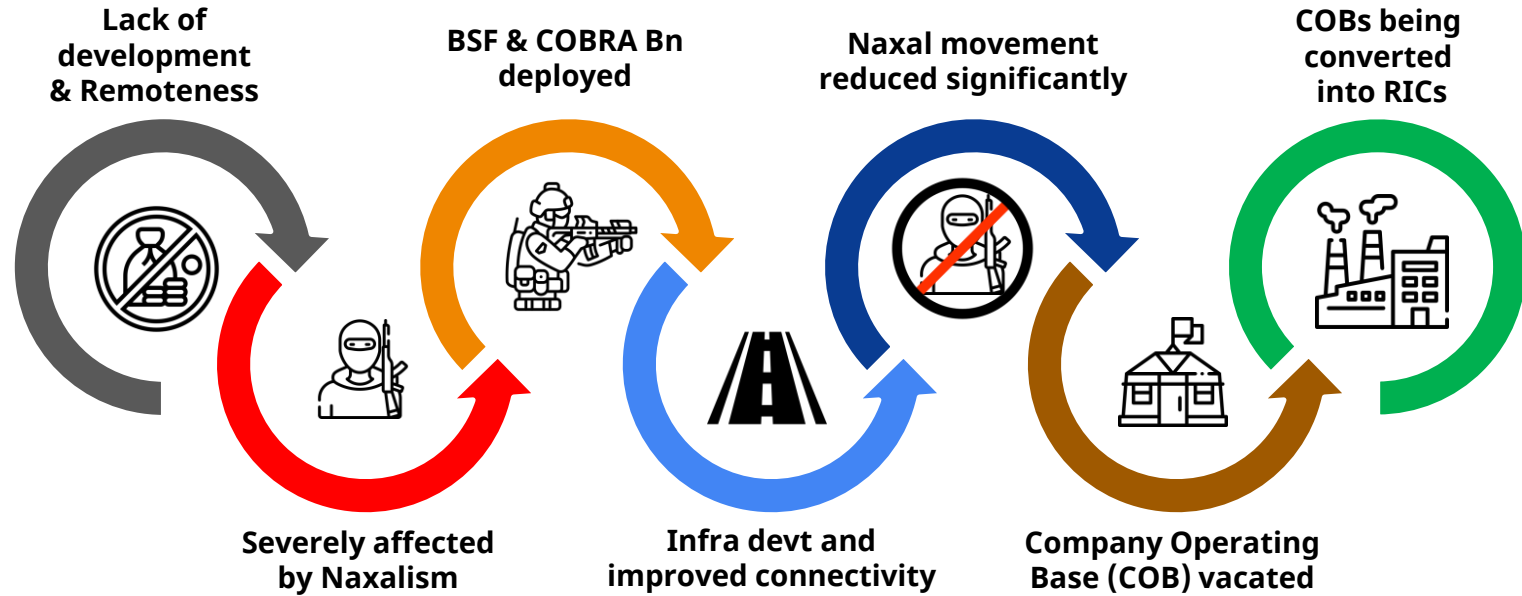 Lack of
development
& Remoteness
Severely affected
by Naxalism
BSF & COBRA Bn
deployed
Infra devt and
improved connectivity
Naxal movement
reduced significantly
Company Operating
Base (COB) vacated
COBs being
converted
into RICs